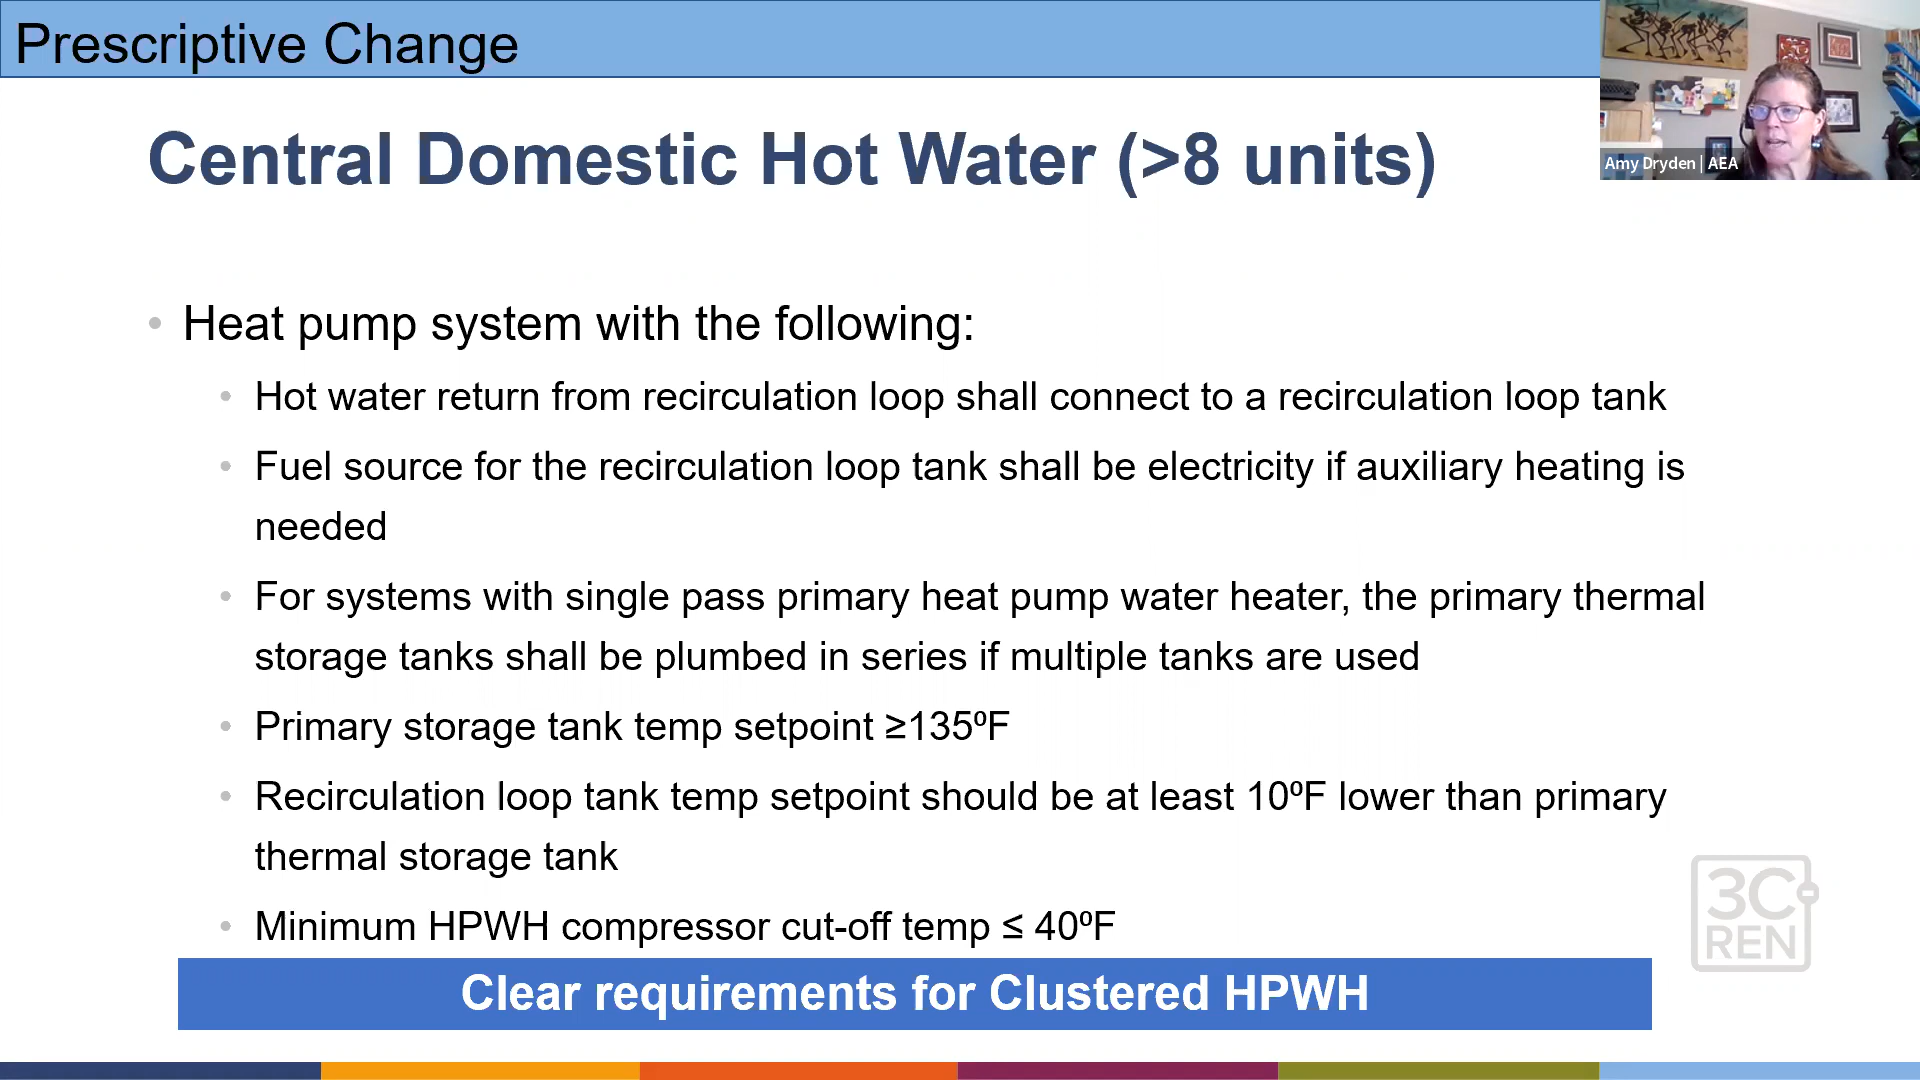 Prescriptive Change
Amy Dryden | AEA
Central Domestic Hot Water (>8 units)
• Heat pump system with the following:
• Hot water return from recirculation loop shall connect to a recirculation loop tank
• Fuel source for the recirculation loop tank shall be electricity if auxiliary heating is
needed
• For systems with single pass primary heat pump water heater, the primary thermal
storage tanks shall be plumbed in series if multiple tanks are used
• Primary storage tank temp setpoint ≥135ºF
• Recirculation loop tank temp setpoint should be at least 10ºF lower than primary
thermal storage tank
• Minimum HPWH compressor cut-off temp ≤ 40ºF
3C-
REN
Clear requirements for Clustered HPWH